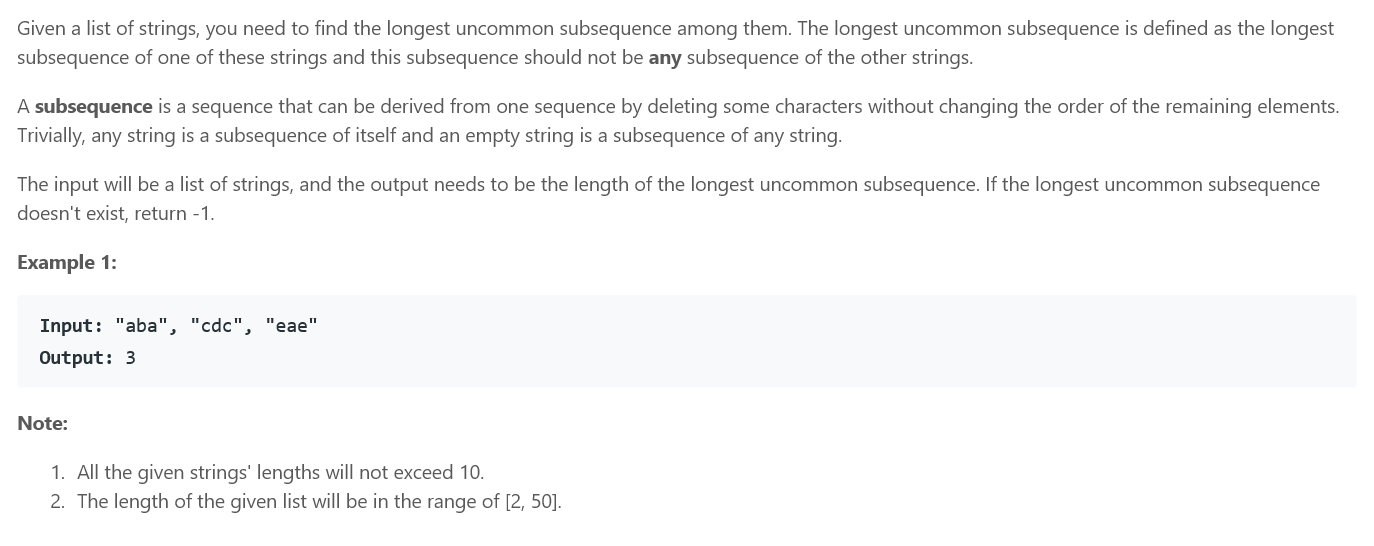 Given a list of strings, you need to find the longest uncommon subsequence among them. The longest uncommon subsequence is defined as the longest
subsequence of one of these strings and this subsequence should not be any subsequence of the other strings.
A subsequence is a sequence that can be derived from one sequence by deleting some characters without changing the order of the remaining elements.
Trivially, any string is a subsequence of itself and an empty string is a subsequence of any string.
The input will be a list of strings, and the output needs to be the length of the longest uncommon subsequence. If the longest uncommon subsequence
doesn't exist, return -1.
Example 1:
Input: "aba", "cdc", "eae"
Output: 3
Note:
1. All the given strings' lengths will not exceed 10.
2. The length of the given list will be in the range of [2, 50].